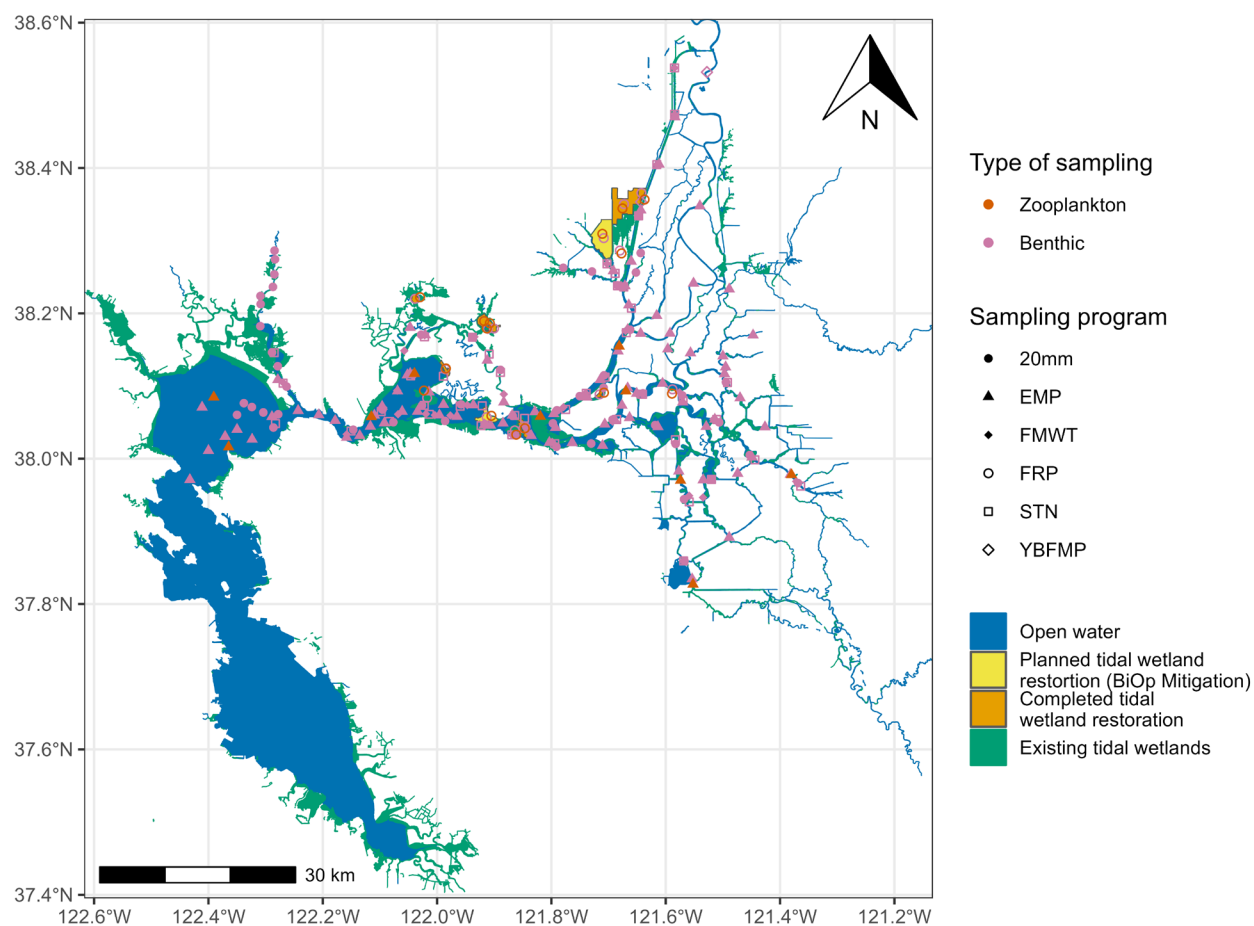 38.6°N
38.4°N
38.2°N
38.0°N
37.8°N
37.6°N
37.4°N
122.6°W
122.4°W
122.2°W
122.0°W
121.8°W
121.6°W
121.4°W
121.2°W
N
30 km
Type of sampling
Zooplankton
Benthic
Sampling program
20mm
EMP
FMWT
FRP
STN
YBFMP
Open water
Planned tidal wetland
restortion (BiOp Mitigation)
Completed tidal
wetland restoration
Existing tidal wetlands